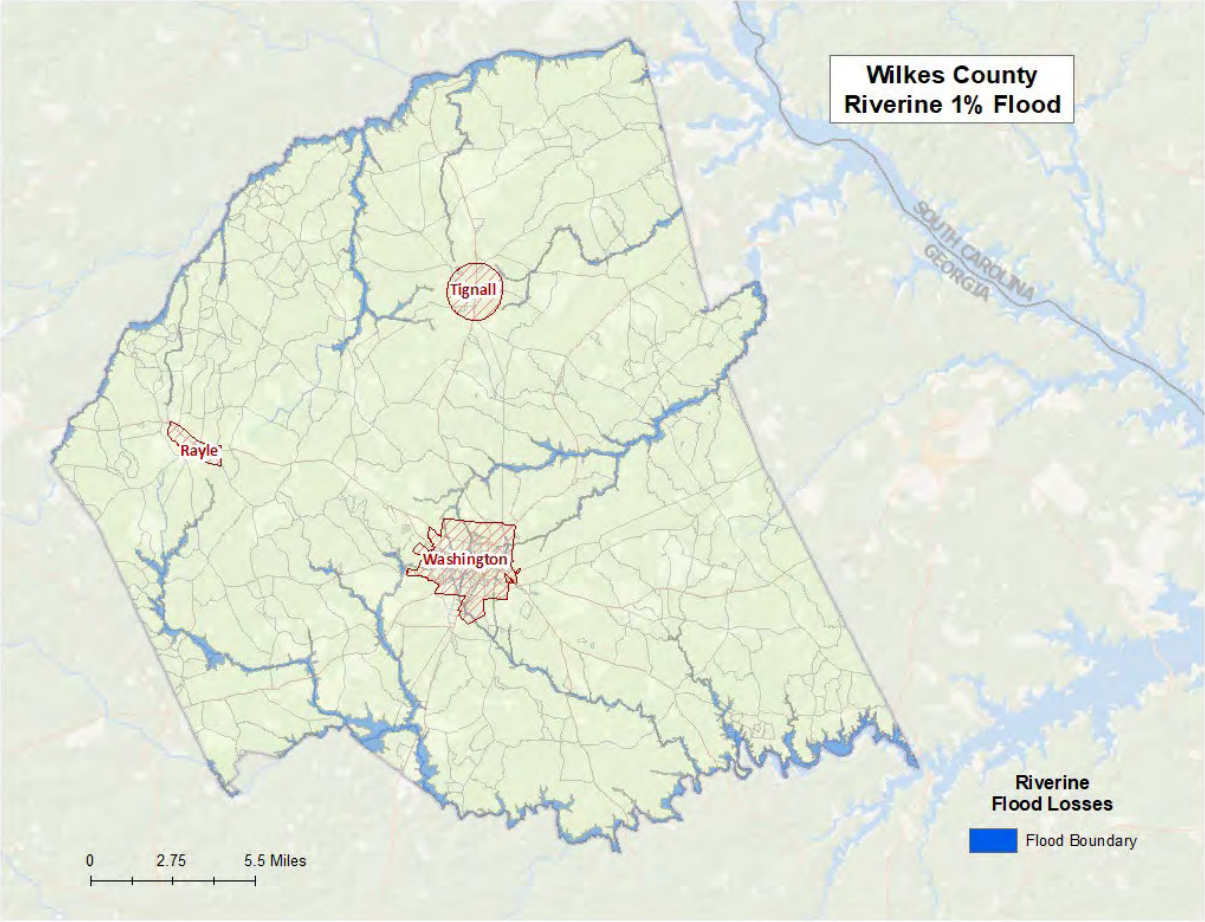 Wilkes County
Riverine 1% Flood
SOUTH CAROLINA
GEORGIA
Tignall
Rayle
Washington
Riverine
Flood Losses
Flood Boundary
0 2.75 5.5 Miles